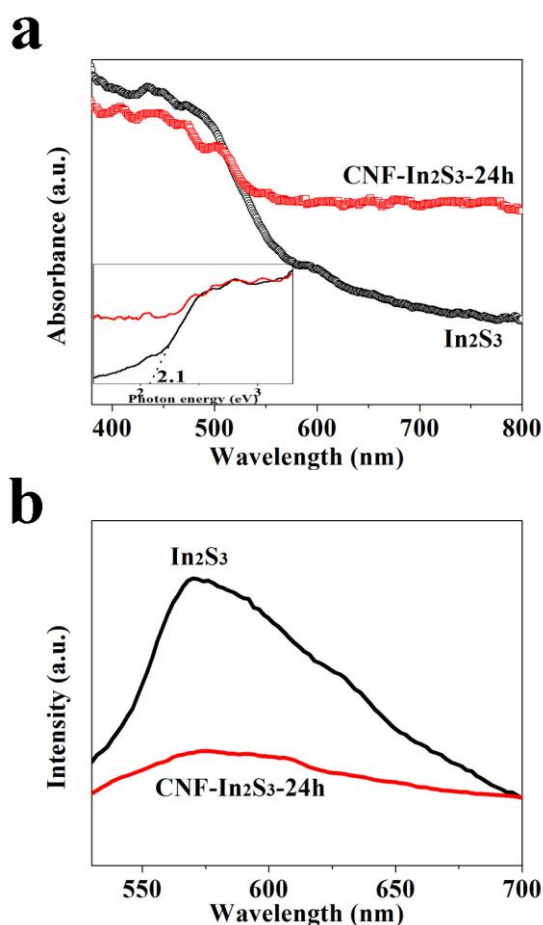 a
Absorbance (a.u.)
CNF-In2S3-24h
In2S3
2.1
2 3
Photon energy (eV)
400 500 600 700 800
Wavelength (nm)
b
Intensity (a.u.)
In2S3
CNF-In2S3-24h
550 600 650 700
Wavelength (nm)